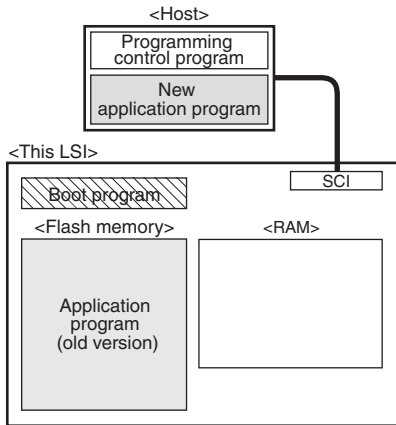 <Host>
Programming
control program
New
application program
<This LSI>
SCI
Boot program
<Flash memory>
<RAM>
Application
program
(old version)